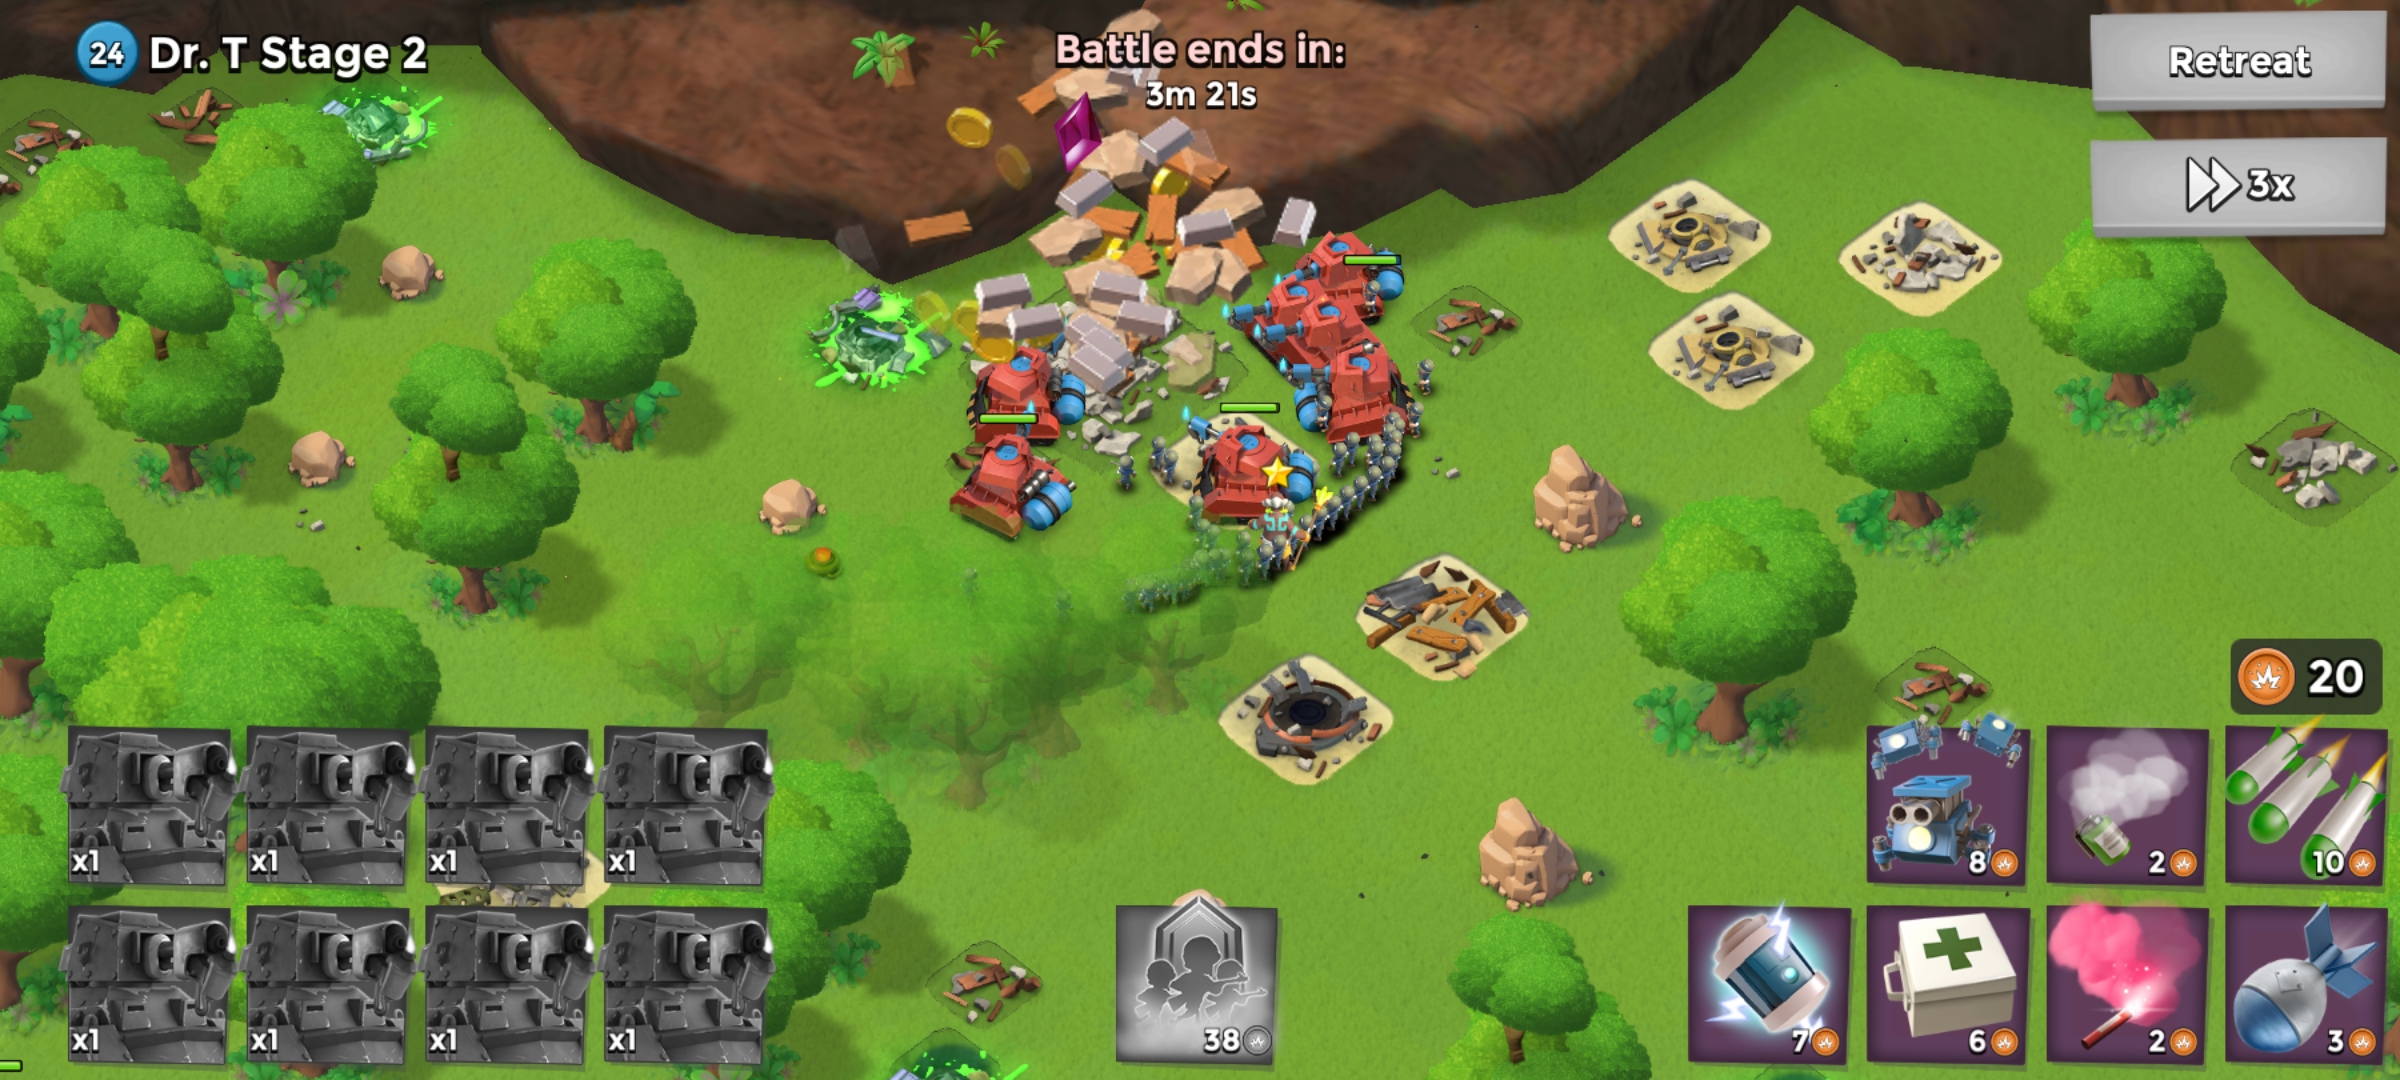 24 Dr. T Stage 2
Battle ends in:
3m 21s
Retreat
3x
20
x1 x1 x1 x1
8 2 10
x1 x1 x1 x1
38
7 6 2 3